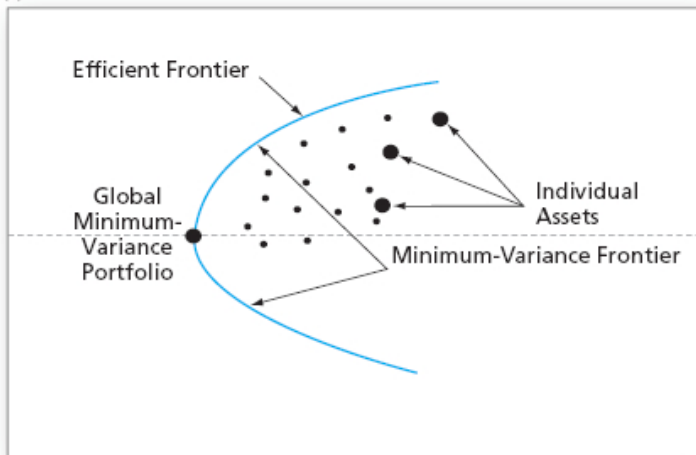 Efficient Frontier
Global
Minimum-
Variance
Portfolio
Individual
Assets
Minimum-Variance Frontier